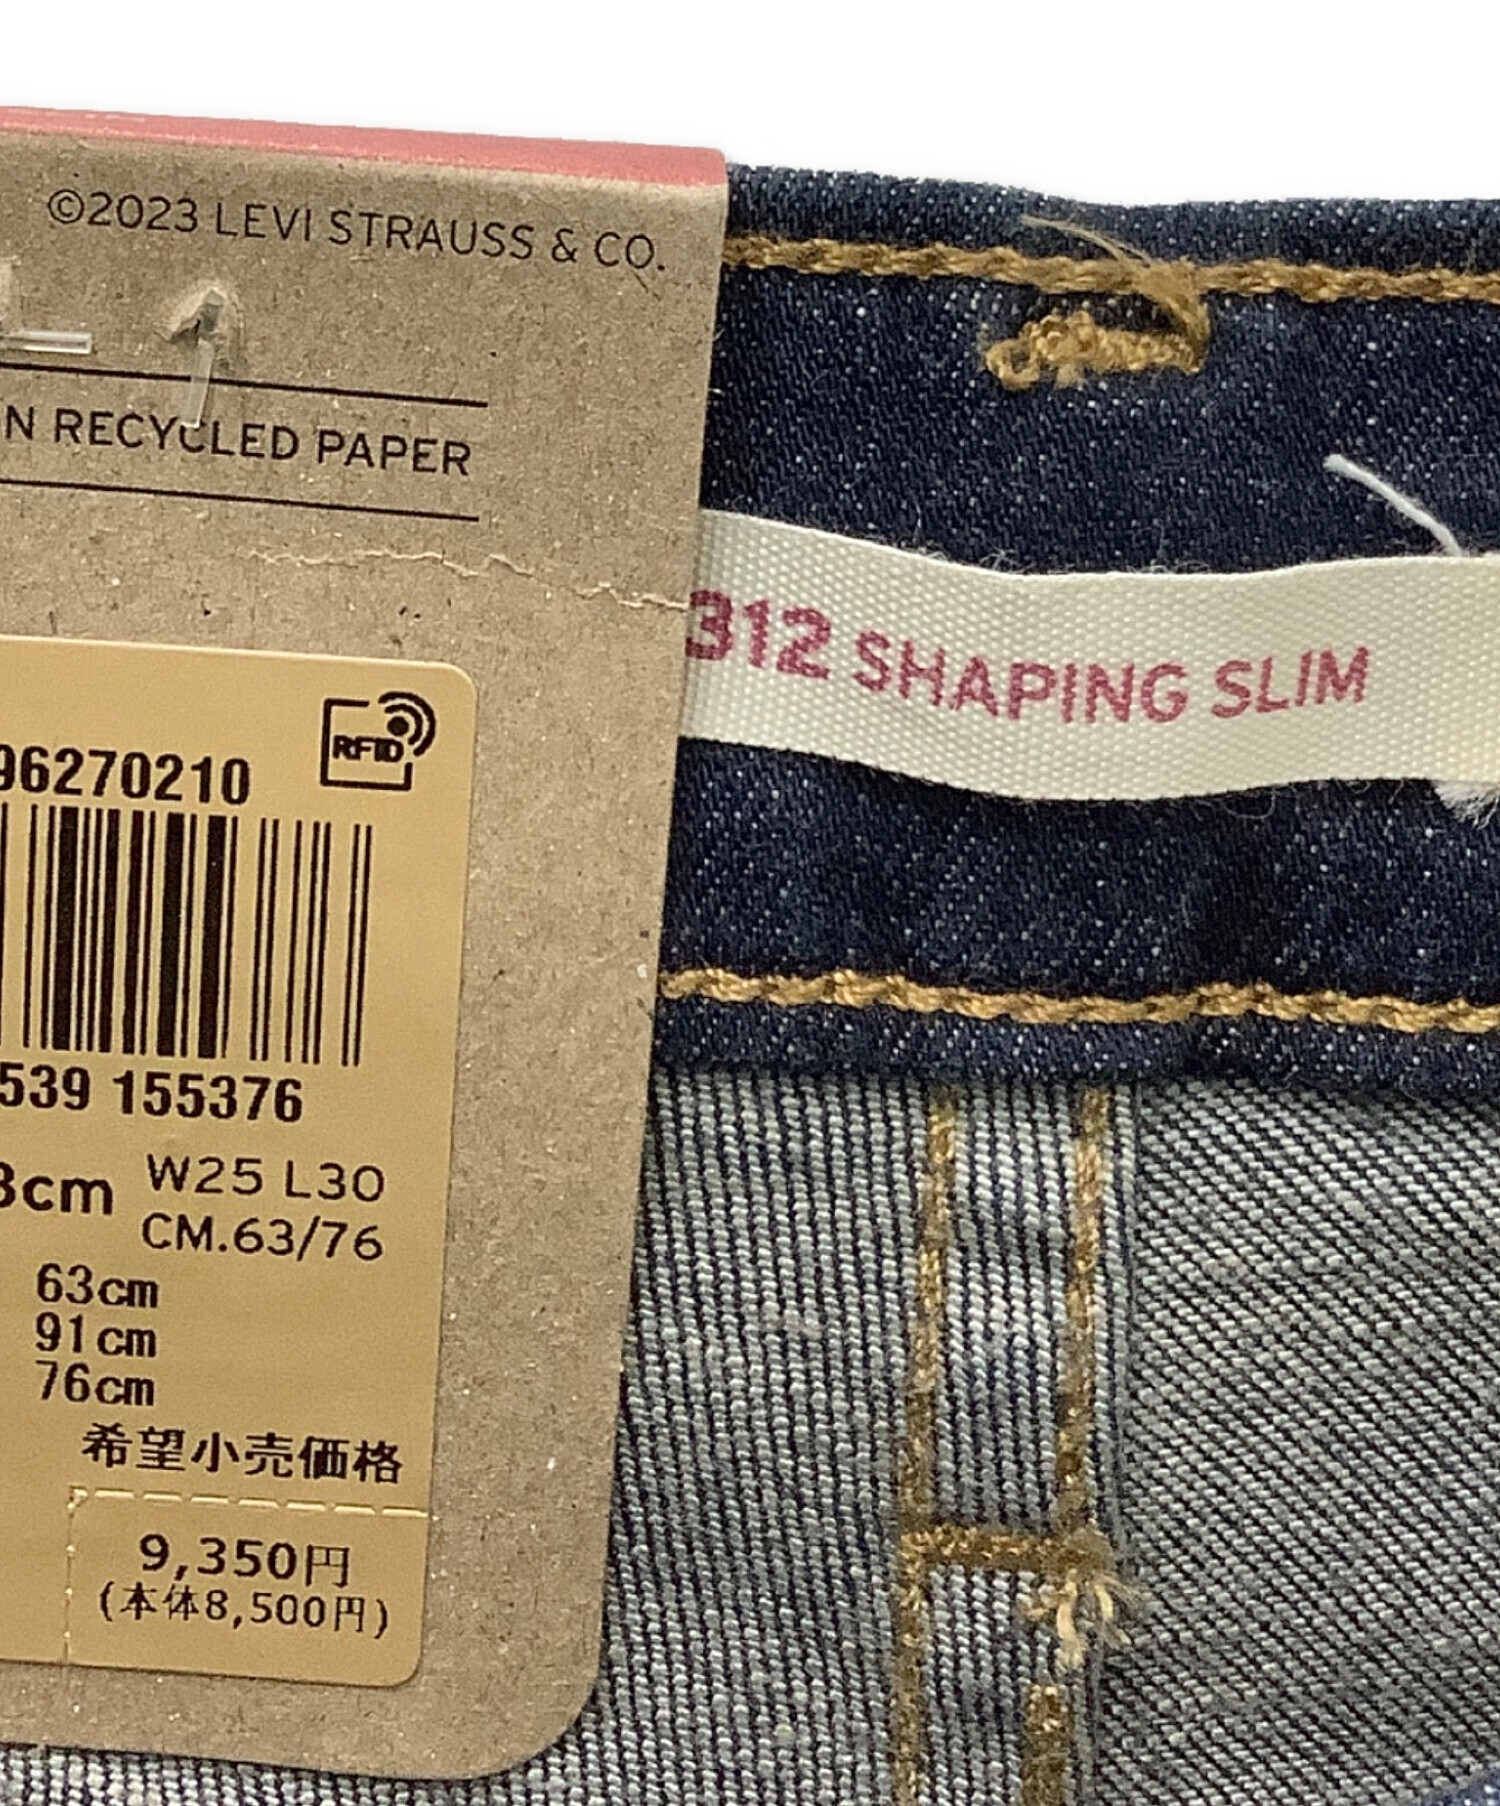 ©2023 LEVI STRAUSS & CO.
N RECYCLED PAPER
312 SHAPING SLIM
RFID
96270210
539 155376
3cm
W25 L30
CM.63/76
63cm
91cm
76cm
希望小売価格
9,350円
(本体8,500円)